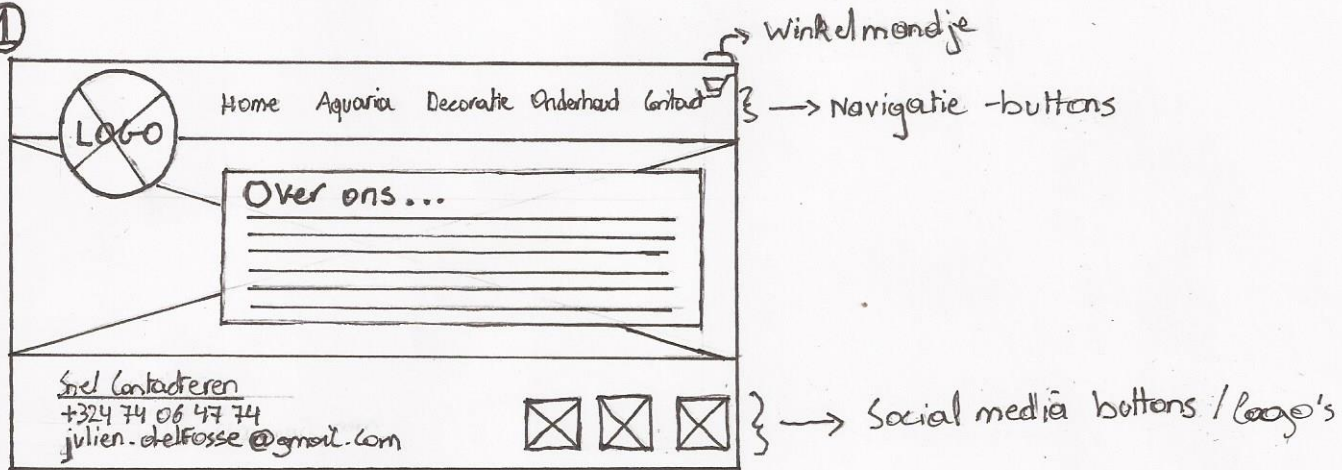 1
Winkelmandje
LOGO
Home Aquaria Decoratie Onderhoud Contact
} → Navigatie -buttons
Over ons...
Snel Contacteren
+324 74 06 47 74
julien.delfosse@gmail.com
} → Social media buttons / logo's